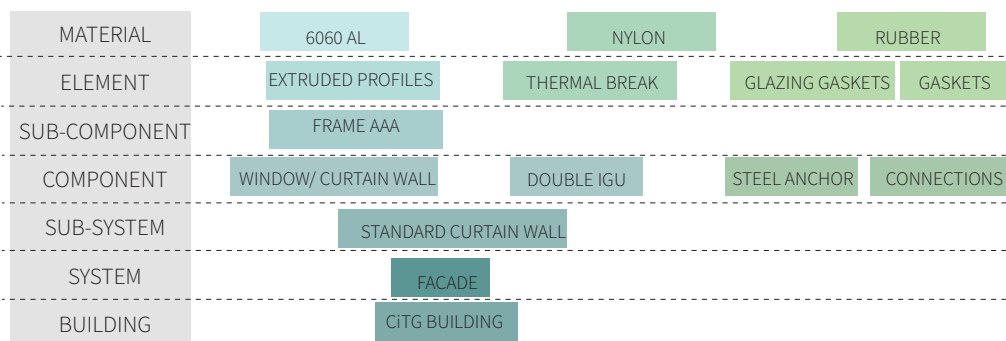 MATERIAL 6060 AL NYLON RUBBER
ELEMENT EXTRUDED PROFILES THERMAL BREAK GLAZING GASKETS GASKETS
SUB-COMPONENT FRAME AAA
COMPONENT WINDOW/ CURTAIN WALL DOUBLE IGU STEEL ANCHOR CONNECTIONS
SUB-SYSTEM STANDARD CURTAIN WALL
SYSTEM FACADE
BUILDING CiTG BUILDING